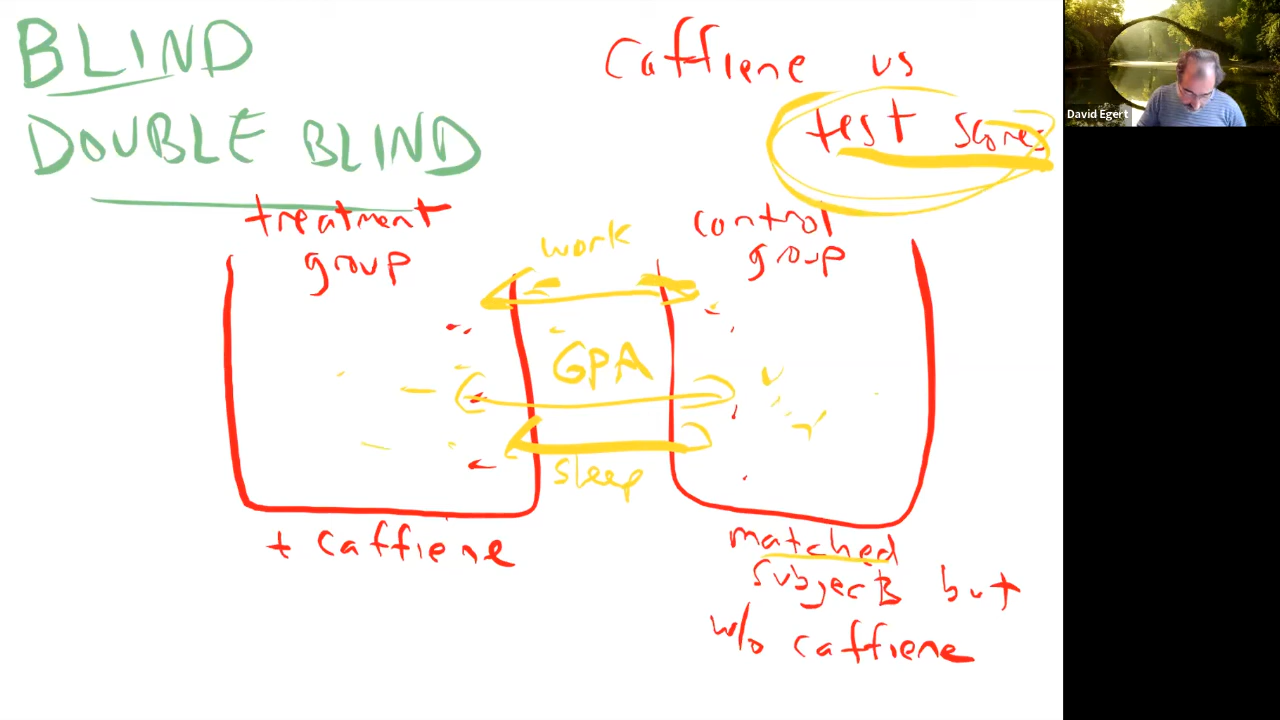 BLIND
DOUBLE BLIND
caffiene vs
test scores
David Egert
treatment
group
work
control
group
GPA
sleep
+ caffiene
matched
subjects but
w/o caffiene